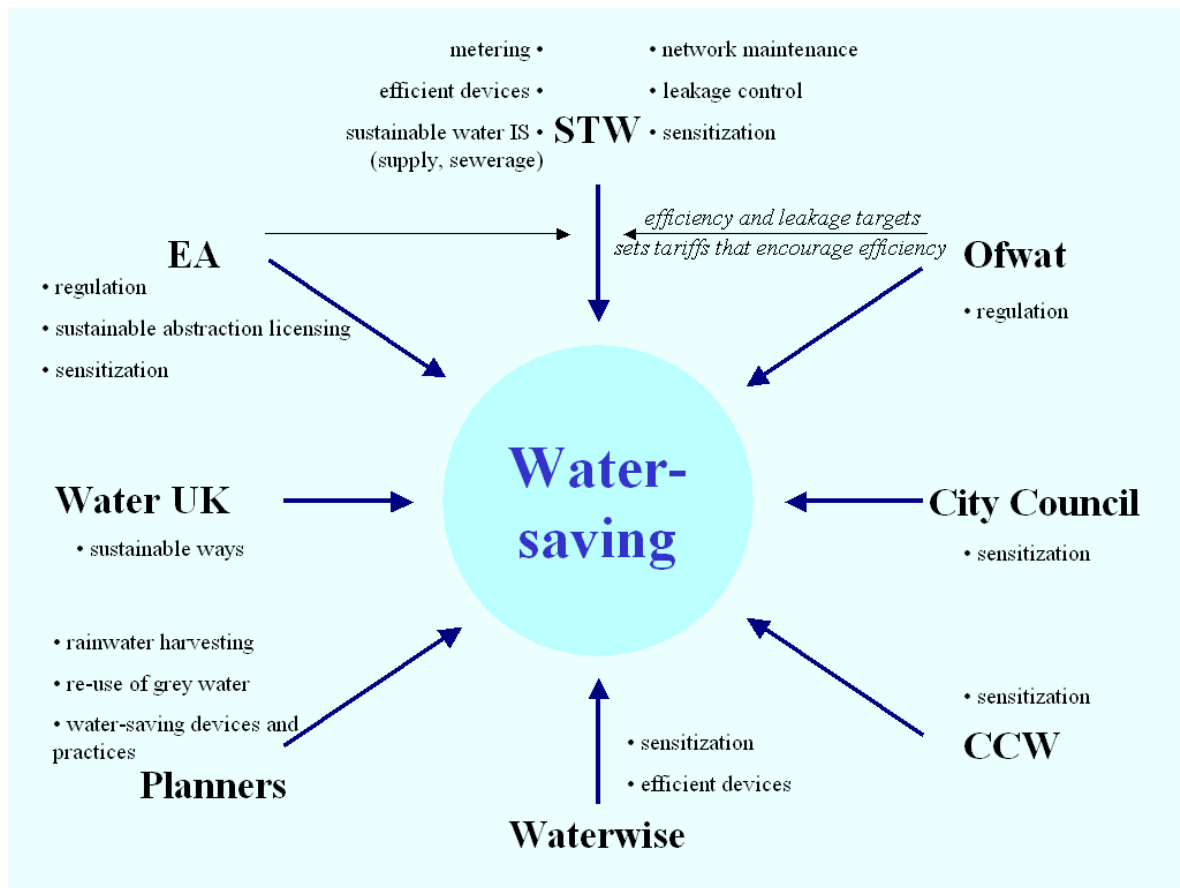 metering •
efficient devices •
sustainable water IS •
(supply, sewerage)
STW
• network maintenance
• leakage control
• sensitization
efficiency and leakage targets
sets tariffs that encourage efficiency
EA
• regulation
• sustainable abstraction licensing
• sensitization
Ofwat
• regulation
Water-
saving
Water UK
• sustainable ways
City Council
• sensitization
• rainwater harvesting
• re-use of grey water
• water-saving devices and
practices
Planners
• sensitization
• efficient devices
Waterwise
• sensitization
CCW